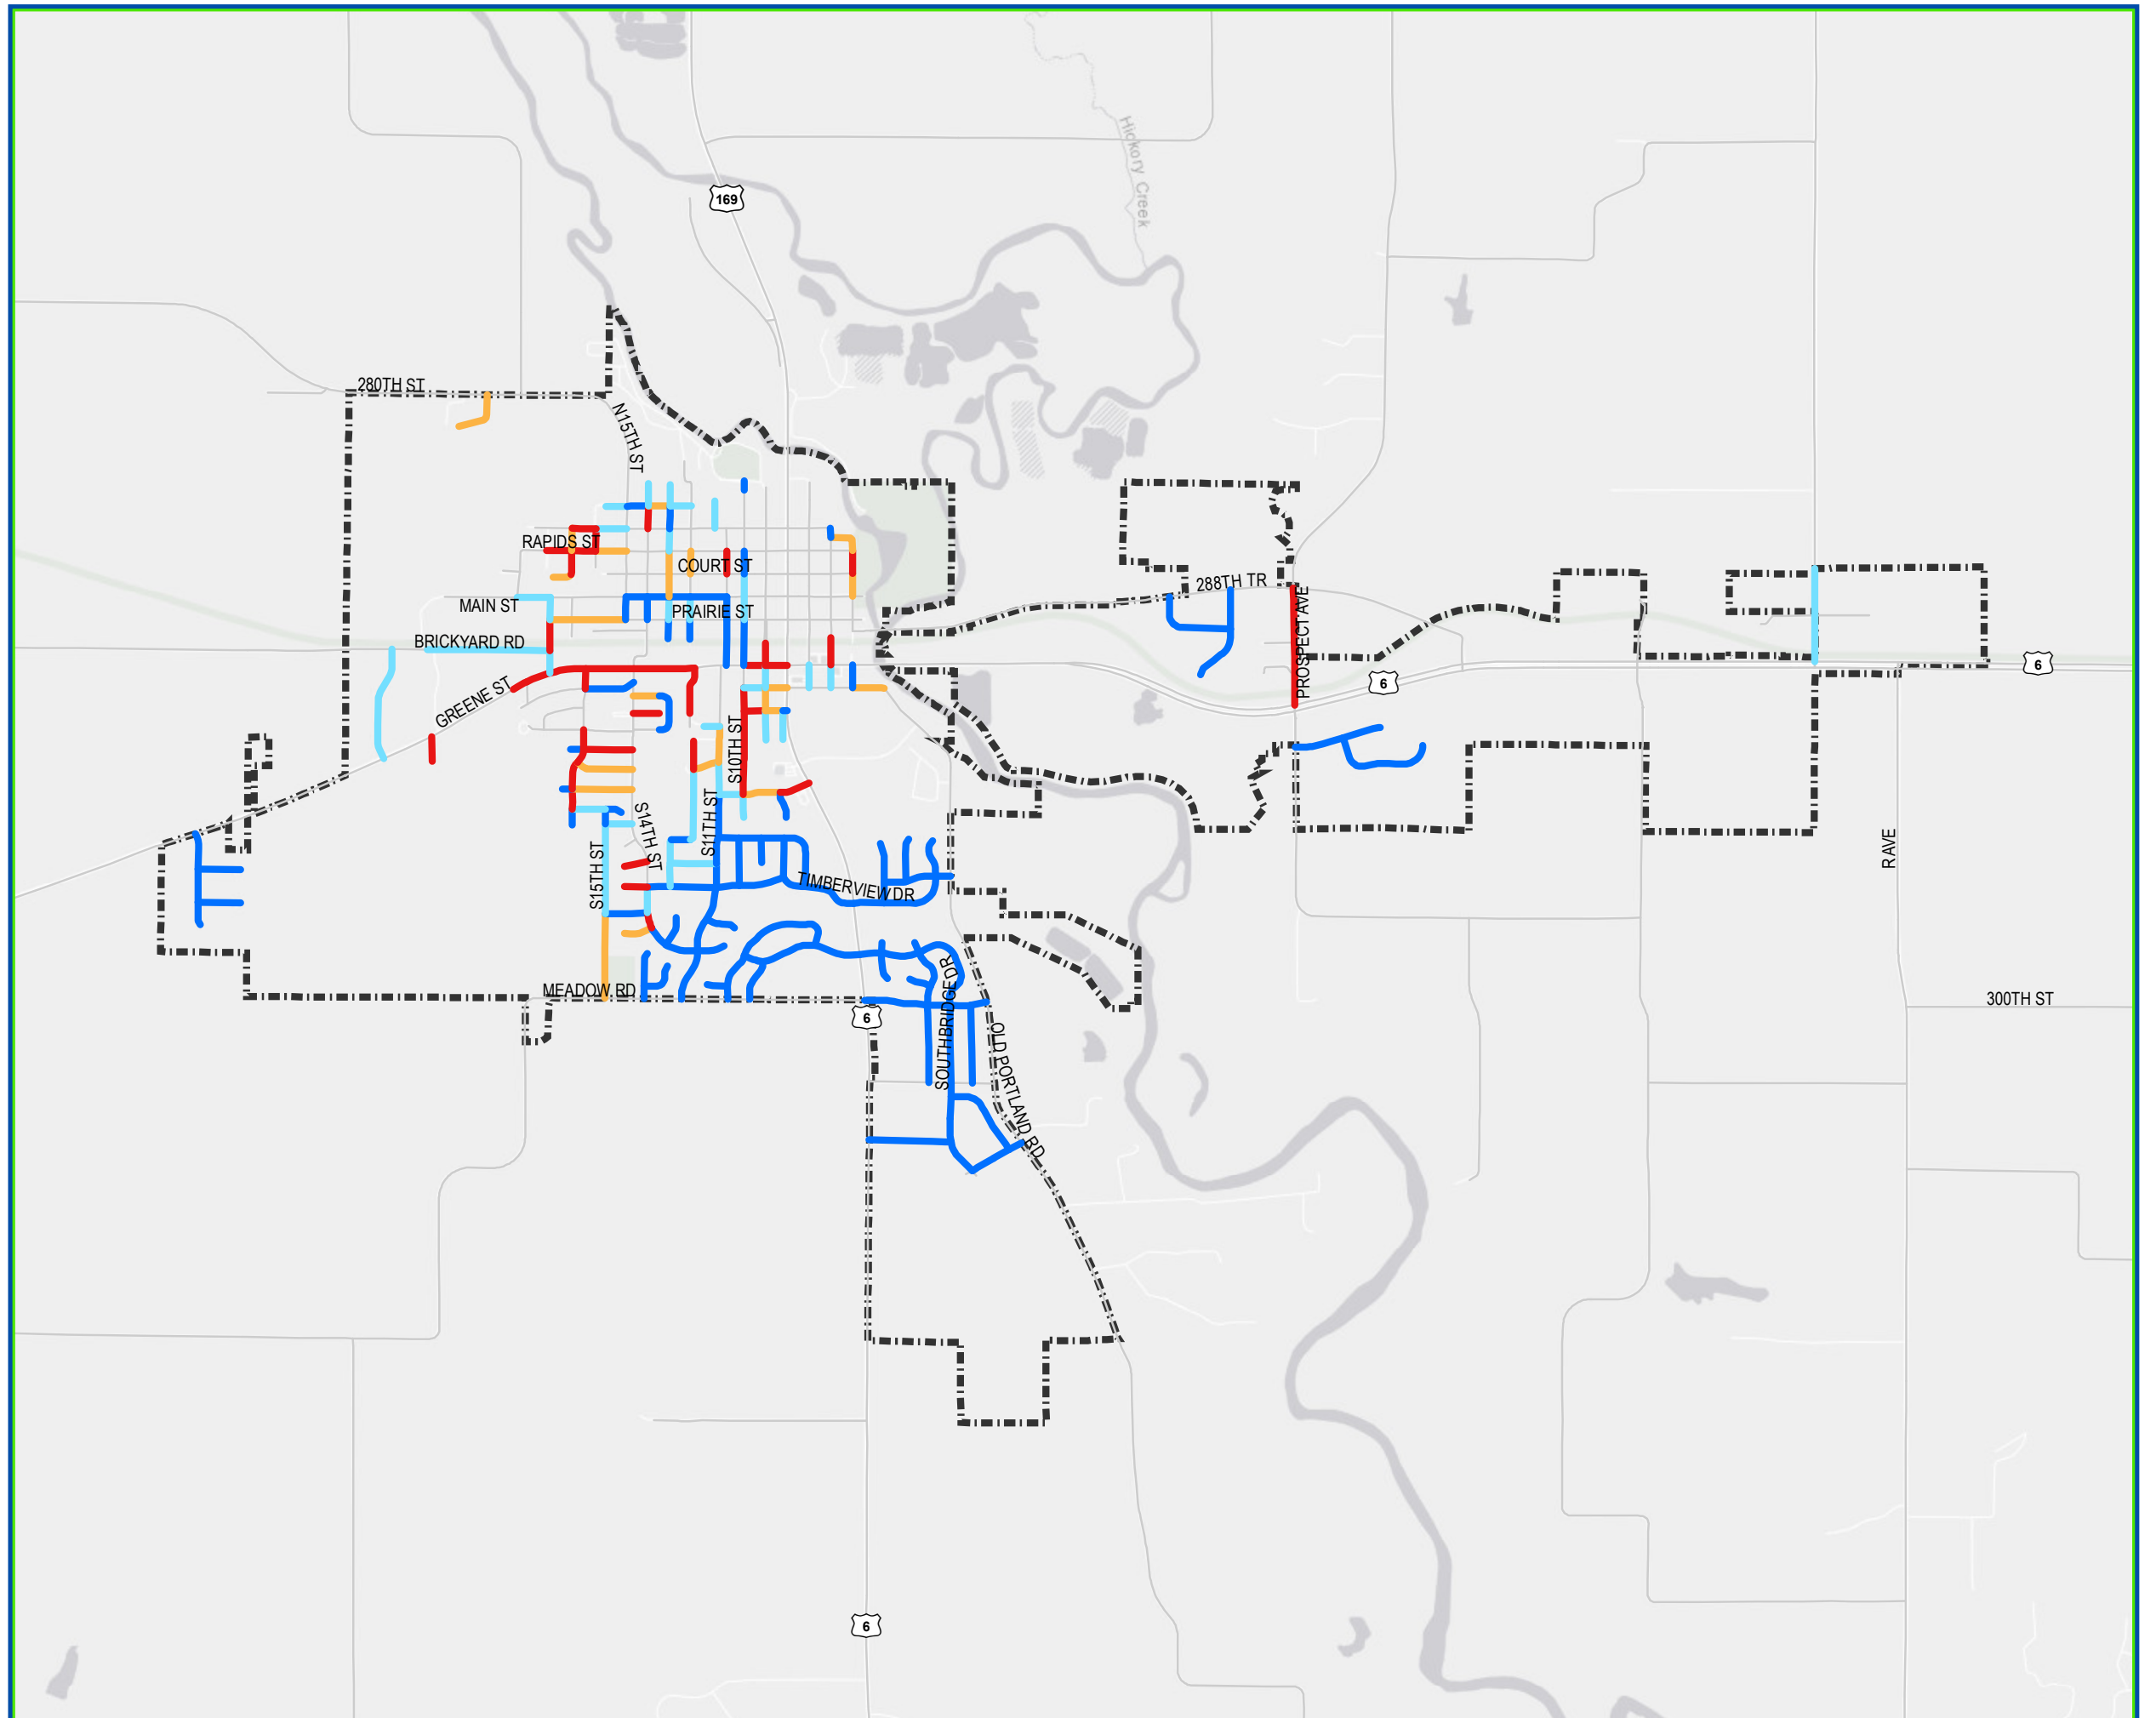 Hickory Creek
169
280TH ST
N15TH ST
RAPIDS ST
COURT ST
MAIN ST
PRAIRIE ST
288TH TR
BRICKYARD RD
PROSPECT AVE
6
6
GREENE ST
S10TH ST
S11TH ST
S14TH ST
S15TH ST
RAVE
TIMBERVIEW DR
MEADOW RD
300TH ST
6
SOUTHBRIDGE DR
OLD PORTLAND RD
6